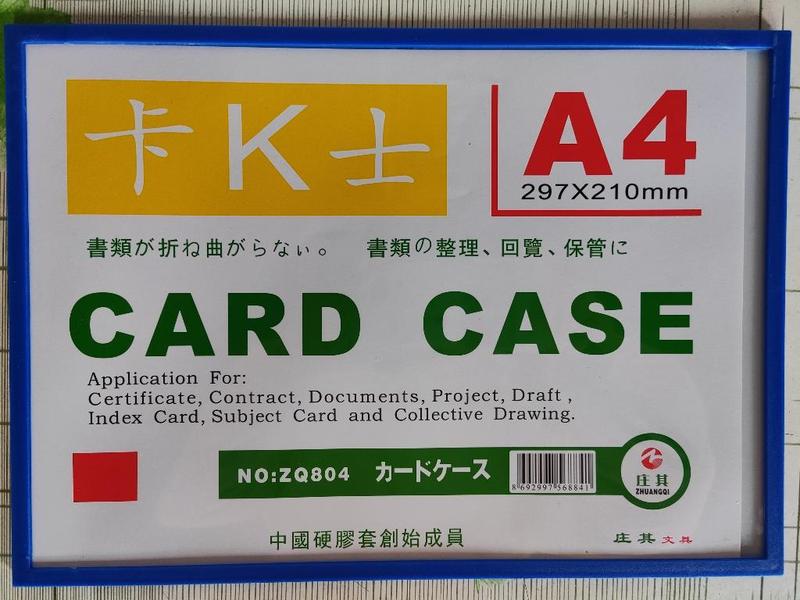 卡K士
A4
297X210mm
書類が折ね曲がらなぃ。 書類の整理、回覽、保管に
CARD CASE
Application For:
Certificate, Contract, Documents, Project, Draft ,
Index Card, Subject Card and Collective Drawing.
NO:ZQ804 カードケース
8692997568841
庄其
ZHUANGQI
中國硬膠套創始成員
庄其文具